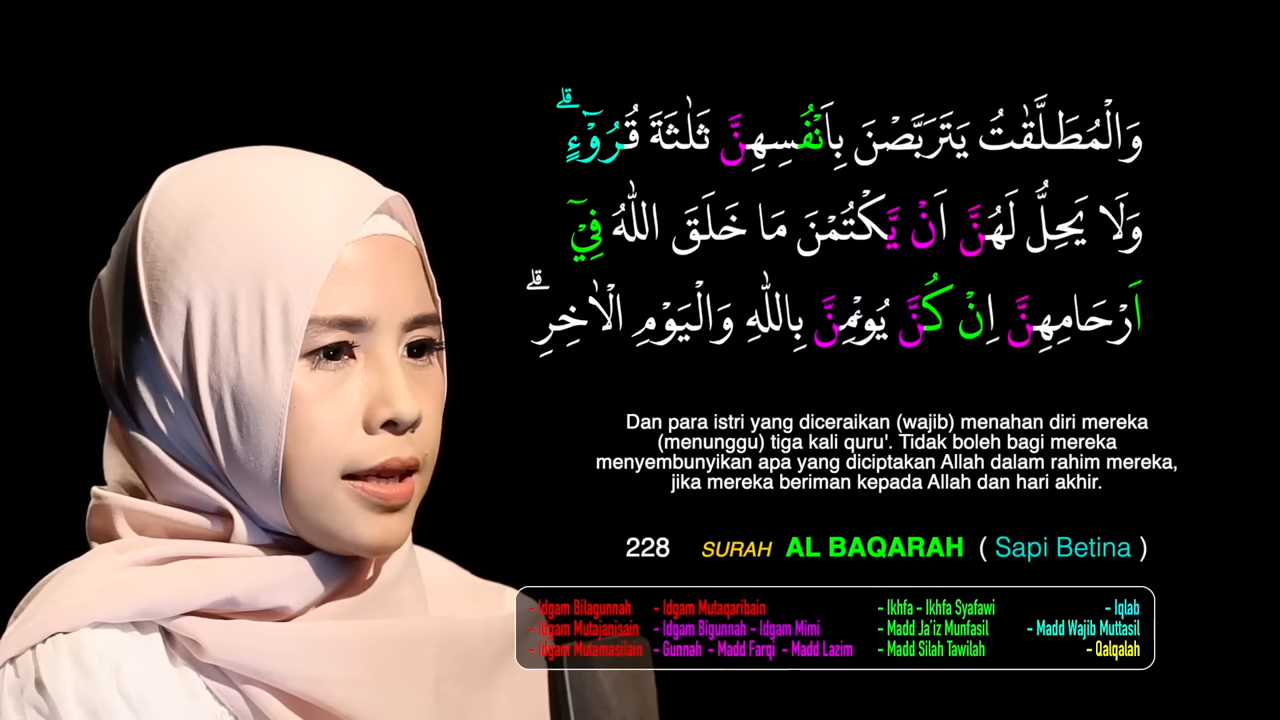 وَالْمُطَلَّقٰتُ يَتَرَبَّصْنَ بِاَنْفُسِهِنَّ ثَلٰثَةَ قُرُوْۤءٍۗ
وَلَا يَحِلُّ لَهُنَّ اَنْ يَّكْتُمْنَ مَا خَلَقَ اللّٰهُ فِيْٓ
اَرْحَامِهِنَّ اِنْ كُنَّ يُؤْمِنَّ بِاللّٰهِ وَالْيَوْمِ الْاٰخِرِۗ
Dan para istri yang diceraikan (wajib) menahan diri mereka
(menunggu) tiga kali quru'. Tidak boleh bagi mereka
menyembunyikan apa yang diciptakan Allah dalam rahim mereka,
jika mereka beriman kepada Allah dan hari akhir.
228 SURAH AL BAQARAH ( Sapi Betina )
- Idgam Bilagunnah - Idgam Mutaqaribain - Ikhfa - Ikhfa Syafawi - Iqlab
- Idgam Mutajanisain - Idgam Bigunnah - Idgam Mimi - Madd Ja'iz Munfasil - Madd Wajib Muttasil
- Idgam Mutamasilain - Gunnah - Madd Farqi - Madd Lazim - Madd Silah Tawilah - Qalqalah